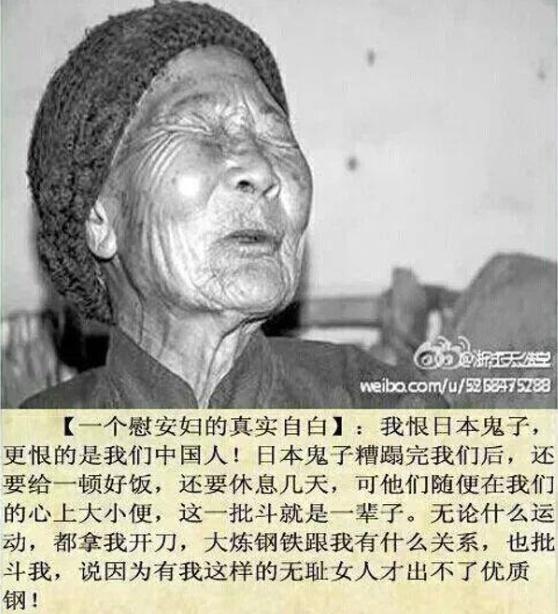 weibo.com/u/5268475288
【一个慰安妇的真实自白】：我恨日本鬼子，
更恨的是我们中国人！日本鬼子糟蹋完我们后，还
要给一顿好饭，还要休息几天，可他们随便在我们
的心上大小便，这一批斗就是一辈子。无论什么运
动，都拿我开刀，大炼钢铁跟我有什么关系，也批
斗我，说因为有我这样的无耻女人才出不了优质
钢！